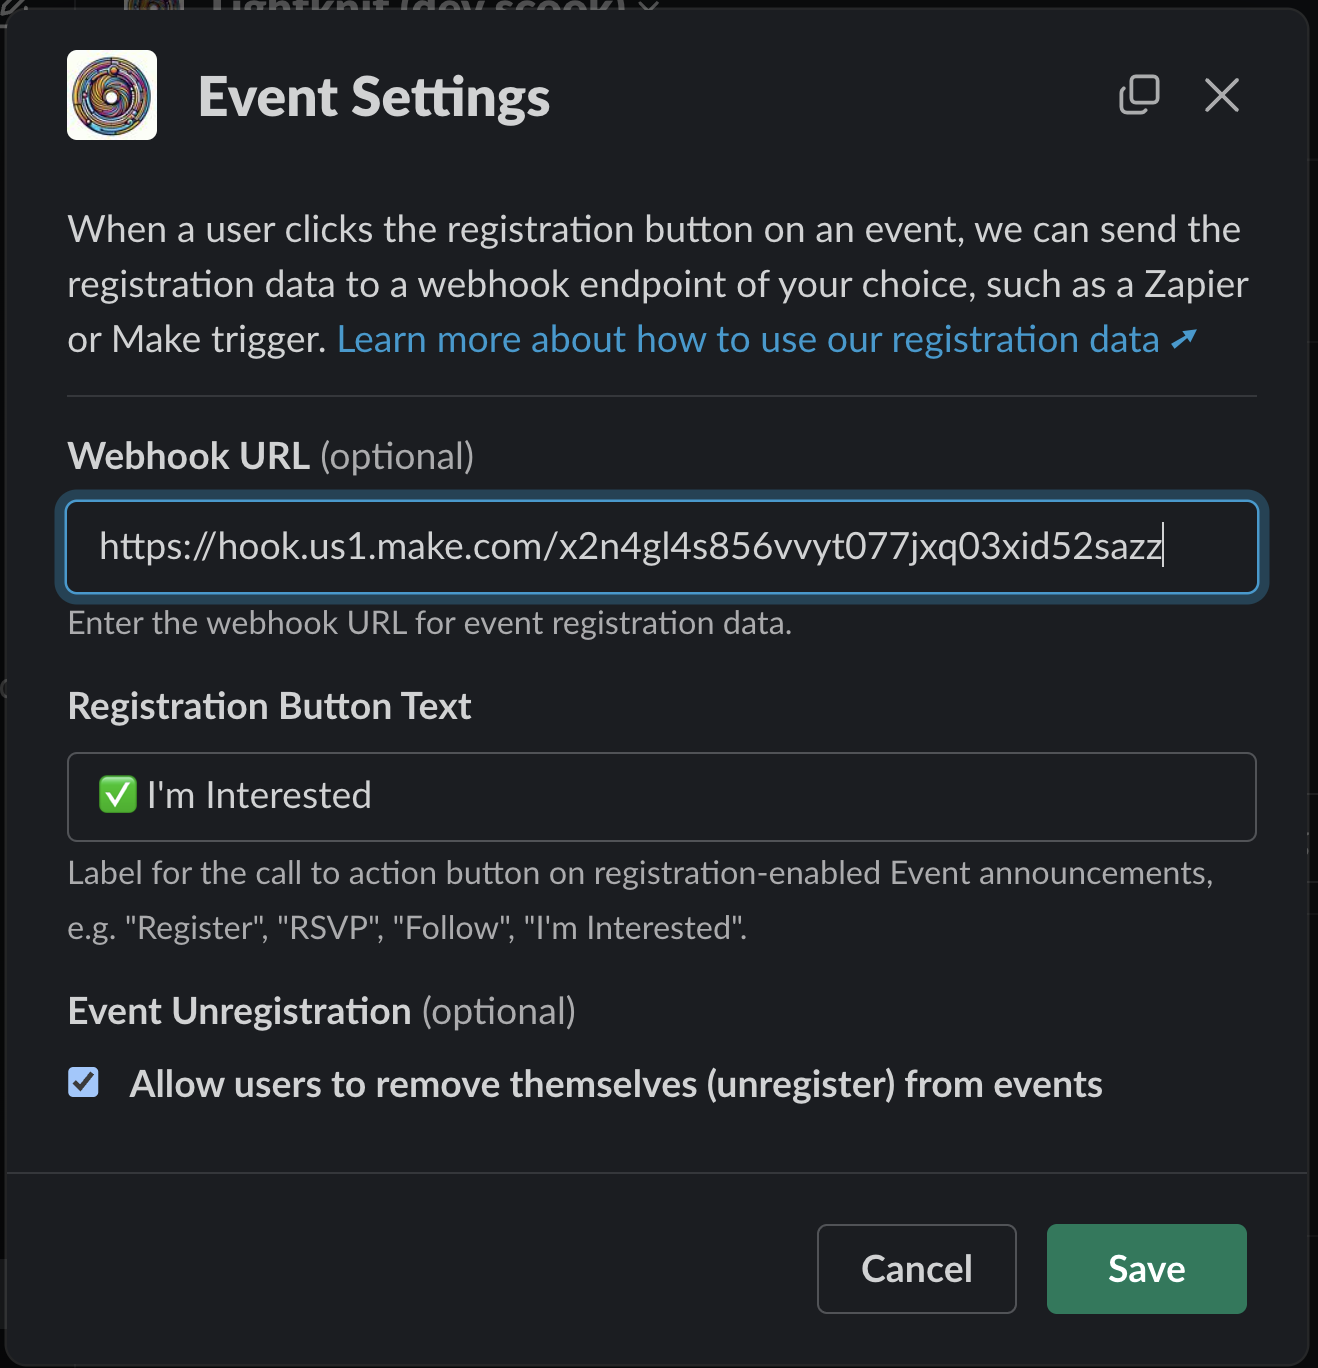 Lightknit (dev scook)
Event Settings
When a user clicks the registration button on an event, we can send the
registration data to a webhook endpoint of your choice, such as a Zapier
or Make trigger. Learn more about how to use our registration data
Webhook URL (optional)
https://hook.us1.make.com/x2n4gl4s856vvyt077jxq03xid52sazz
Enter the webhook URL for event registration data.
Registration Button Text
✅ I'm Interested
Label for the call to action button on registration-enabled Event announcements,
e.g. "Register", "RSVP", "Follow", "I'm Interested".
Event Unregistration (optional)
Allow users to remove themselves (unregister) from events
Cancel
Save